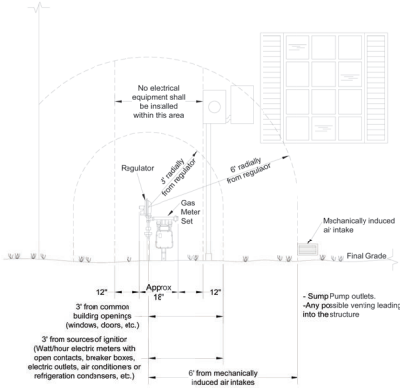 No electrical
equipment shall
be installed
within this area
Regulator
3' radially
from regulator
6' radially
from regulaor
Gas
Meter
Set
Mechanically induced
air intake
Final Grade
12"
Approx
16"
12"
3' from common
building openings
(windows, doors, etc.)
- Sump Pump outlets.
-Any possible venting leading
into the structure
3' from sources of ignition
(Watt/hour electric meters with
open contacts, breaker boxes,
electric outlets, air conditioners or
refrigeration condensers, etc.)
6' from mechanically
induced air intakes